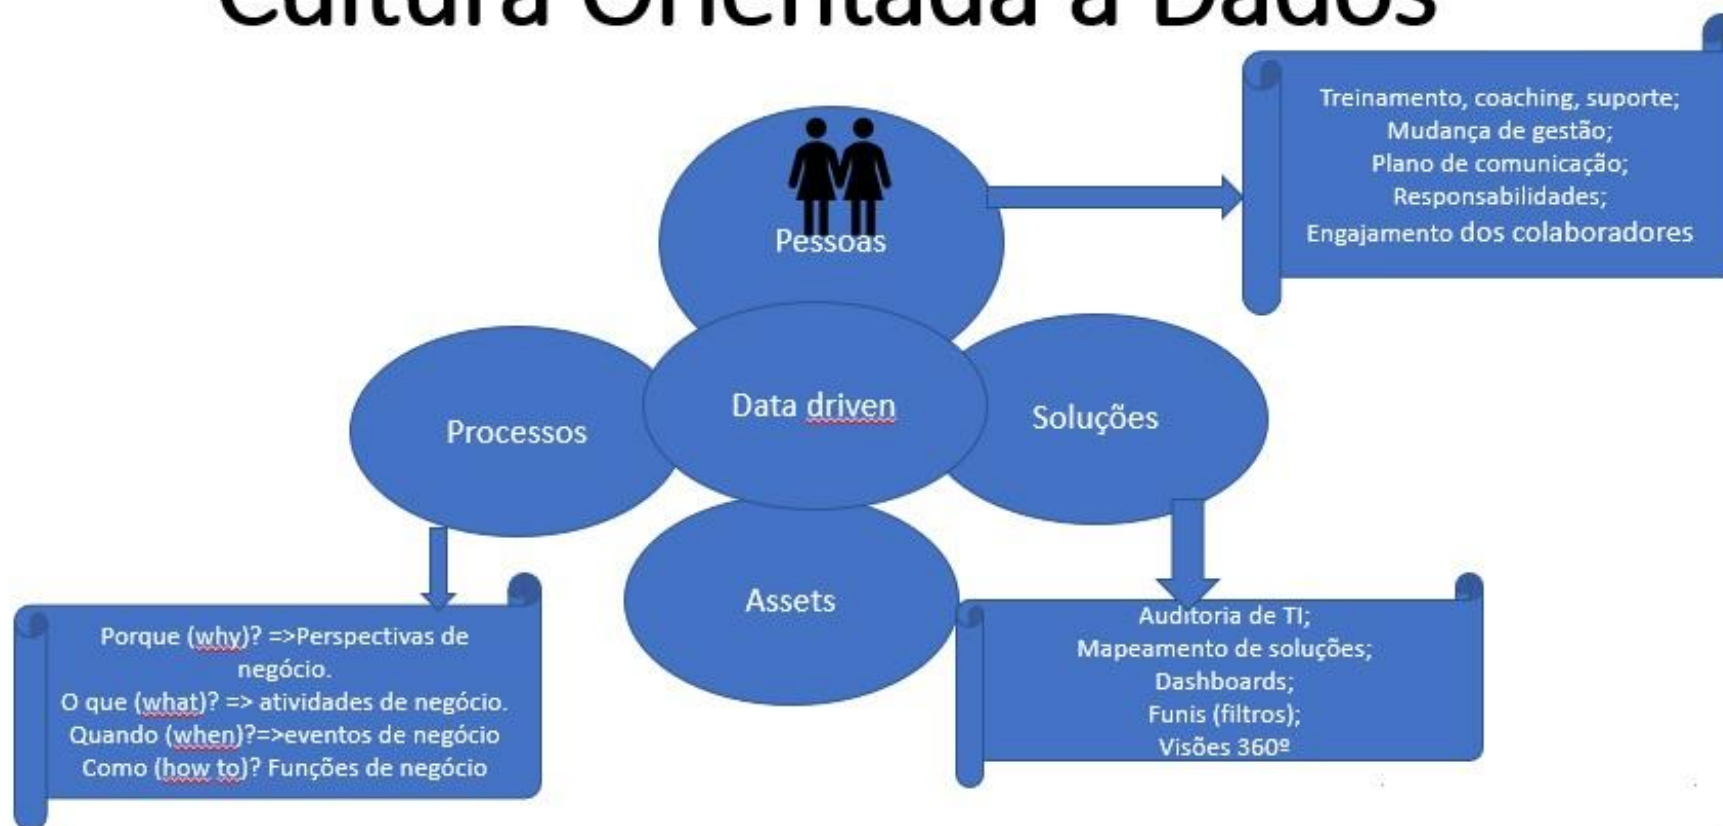 Cultura Orientada a Dados
Treinamento, coaching, suporte;
Mudança de gestão;
Plano de comunicação;
Responsabilidades;
Engajamento dos colaboradores
Pessoas
Data driven
Soluções
Processos
Assets
Porque (why)? =>Perspectivas de
negócio.
O que (what)? => atividades de negócio.
Quando (when)?=>eventos de negócio
Como (how to)? Funções de negócio
Auditoria de TI;
Mapeamento de soluções;
Dashboards;
Funis (filtros);
Visões 360º